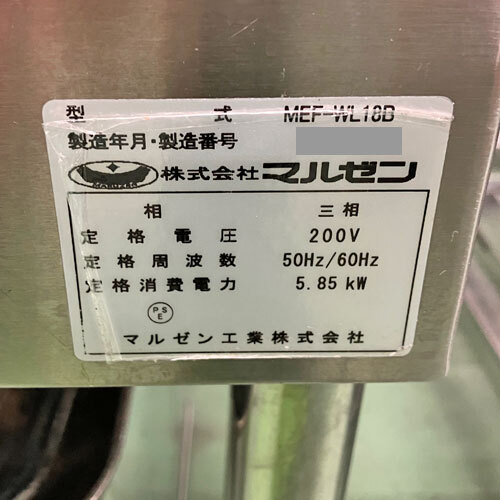 型式 MEF-WL18B
製造年月・製造番号
MARUZEN 株式会社マルゼン
相 三相
定格電圧 200V
定格周波数 50Hz/60Hz
定格消費電力 5.85 kW
PSE
マルゼン工業株式会社